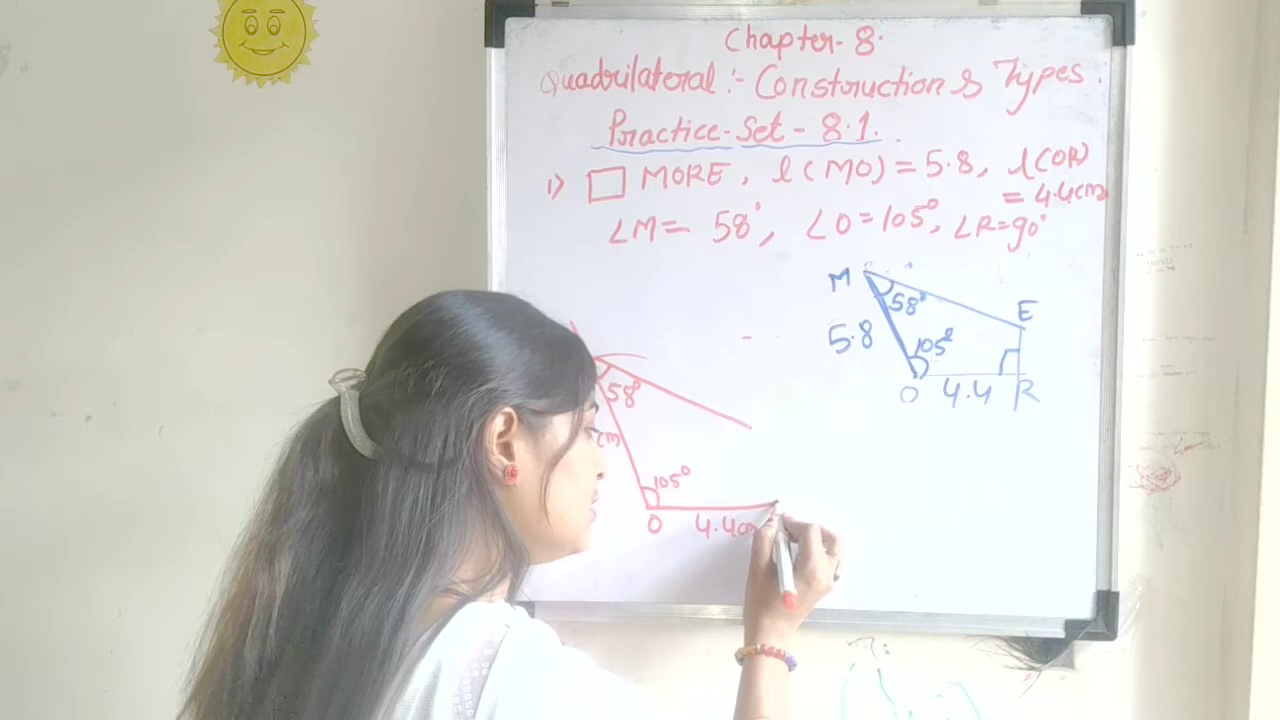 Chapter-8.
Quadrilateral :- Construction & Types.
Practice-Set - 8.1.
1) □ MORE, l(MO) = 5.8, l(OR)
= 4.4cm
∠M= 58°, ∠O=105°, ∠R=90°
M
58°
E
5.8
105°
O
4.4
R
58°
cm
105°
O
4.4cm